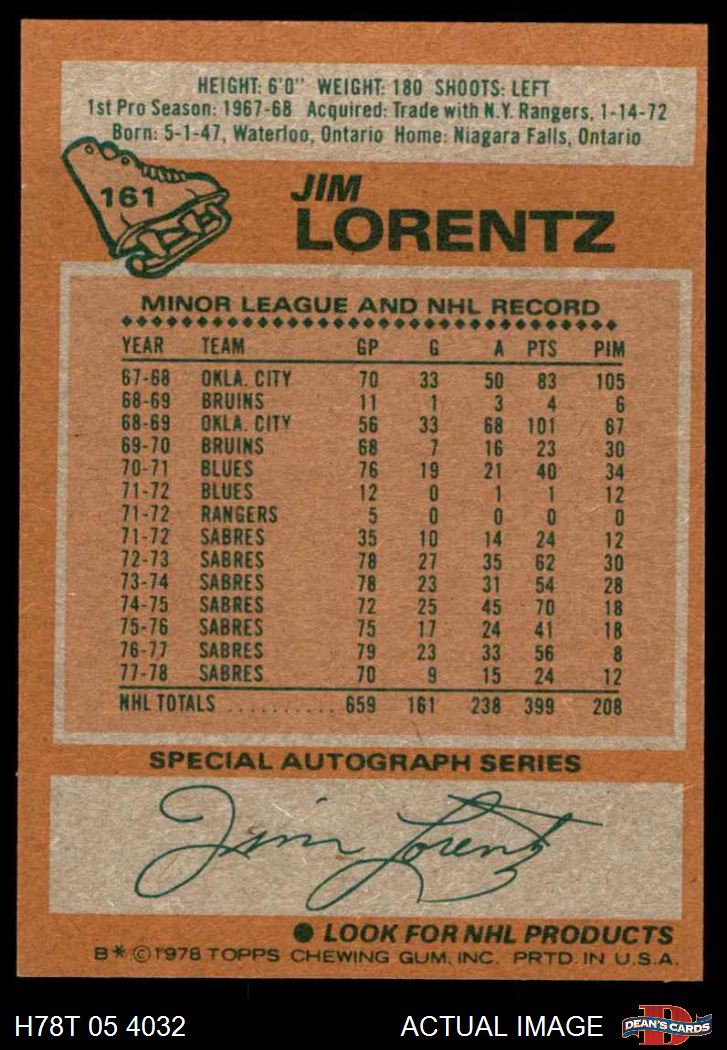 HEIGHT: 6'0" WEIGHT: 180 SHOOTS: LEFT
1st Pro Season: 1967-68 Acquired: Trade with N.Y. Rangers, 1-14-72
Born: 5-1-47, Waterloo, Ontario Home: Niagara Falls, Ontario
161
JIM
LORENTZ
MINOR LEAGUE AND NHL RECORD
YEAR TEAM GP G A PTS PIM
67-68 OKLA. CITY 70 33 50 83 105
68-69 BRUINS 11 1 3 4 6
68-69 OKLA. CITY 56 33 68 101 67
69-70 BRUINS 68 7 16 23 30
70-71 BLUES 76 19 21 40 34
71-72 BLUES 12 0 1 1 12
71-72 RANGERS 5 0 0 0 0
71-72 SABRES 35 10 14 24 12
72-73 SABRES 78 27 35 62 30
73-74 SABRES 78 23 31 54 28
74-75 SABRES 72 25 45 70 18
75-76 SABRES 75 17 24 41 18
76-77 SABRES 79 23 33 56 8
77-78 SABRES 70 9 15 24 12
NHL TOTALS .......... 659 161 238 399 208
SPECIAL AUTOGRAPH SERIES
Jim Lorentz
● LOOK FOR NHL PRODUCTS
B* ©1978 TOPPS CHEWING GUM, INC. PRTD. IN U.S.A.
H78T 05 4032 ACTUAL IMAGE D DEAN'S CARDS